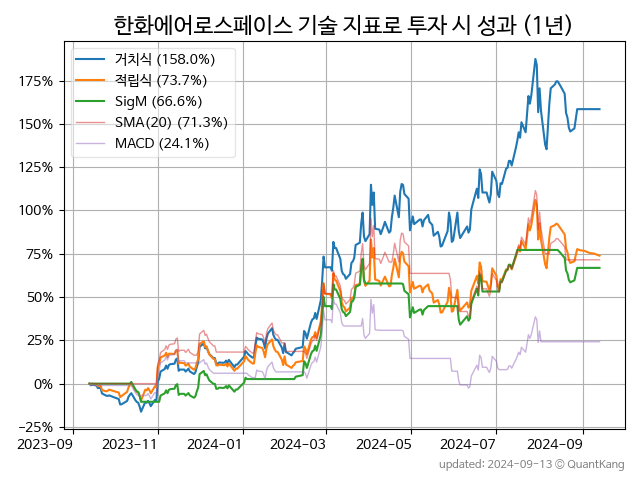 한화에어로스페이스 기술 지표로 투자 시 성과 (1년)
거치식 (158.0%)
적립식 (73.7%)
SigM (66.6%)
SMA(20) (71.3%)
MACD (24.1%)
175%
150%
125%
100%
75%
50%
25%
0%
−25%
2023-09
2023-11
2024-01
2024-03
2024-05
2024-07
2024-09
updated: 2024-09-13 © QuantKang